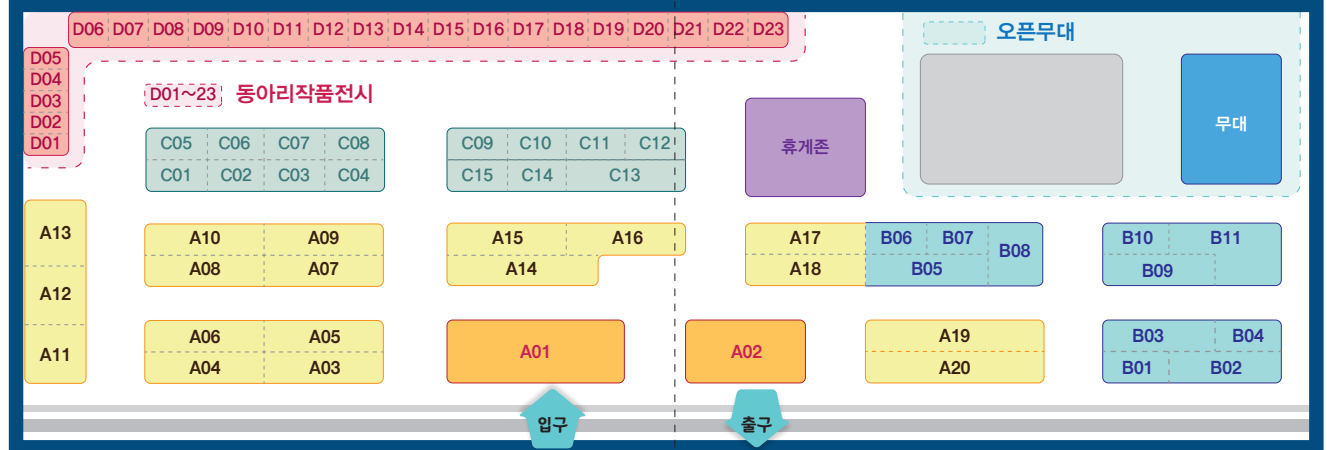 D06 D07 D08 D09 D10 D11 D12 D13 D14 D15 D16 D17 D18 D19 D20 D21 D22 D23
오픈무대
D05
D04
D03
D02
D01
D01~23 동아리작품전시
무대
휴게존
C05 C06 C07 C08
C01 C02 C03 C04
C09 C10 C11 C12
C15 C14 C13
A13
A12
A11
A10 A09
A08 A07
A15 A16
A14
A17 B06 B07 B08
A18 B05
B10 B11
B09
A06 A05
A04 A03
A01
A02
A19
A20
B03 B04
B01 B02
입구
출구